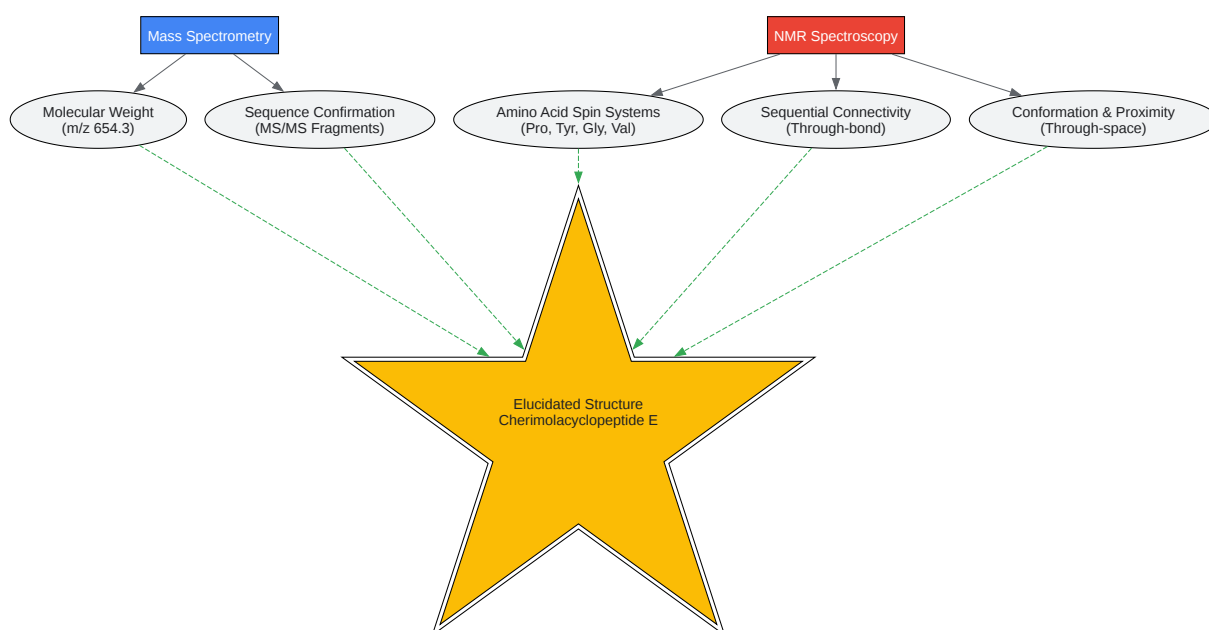 Mass Spectrometry
NMR Spectroscopy
Molecular Weight
(m/z 654.3)
Sequence Confirmation
(MS/MS Fragments)
Amino Acid Spin Systems
(Pro, Tyr, Gly, Val)
Sequential Connectivity
(Through-bond)
Conformation & Proximity
(Through-space)
Elucidated Structure
Cherimolacyclopeptide E